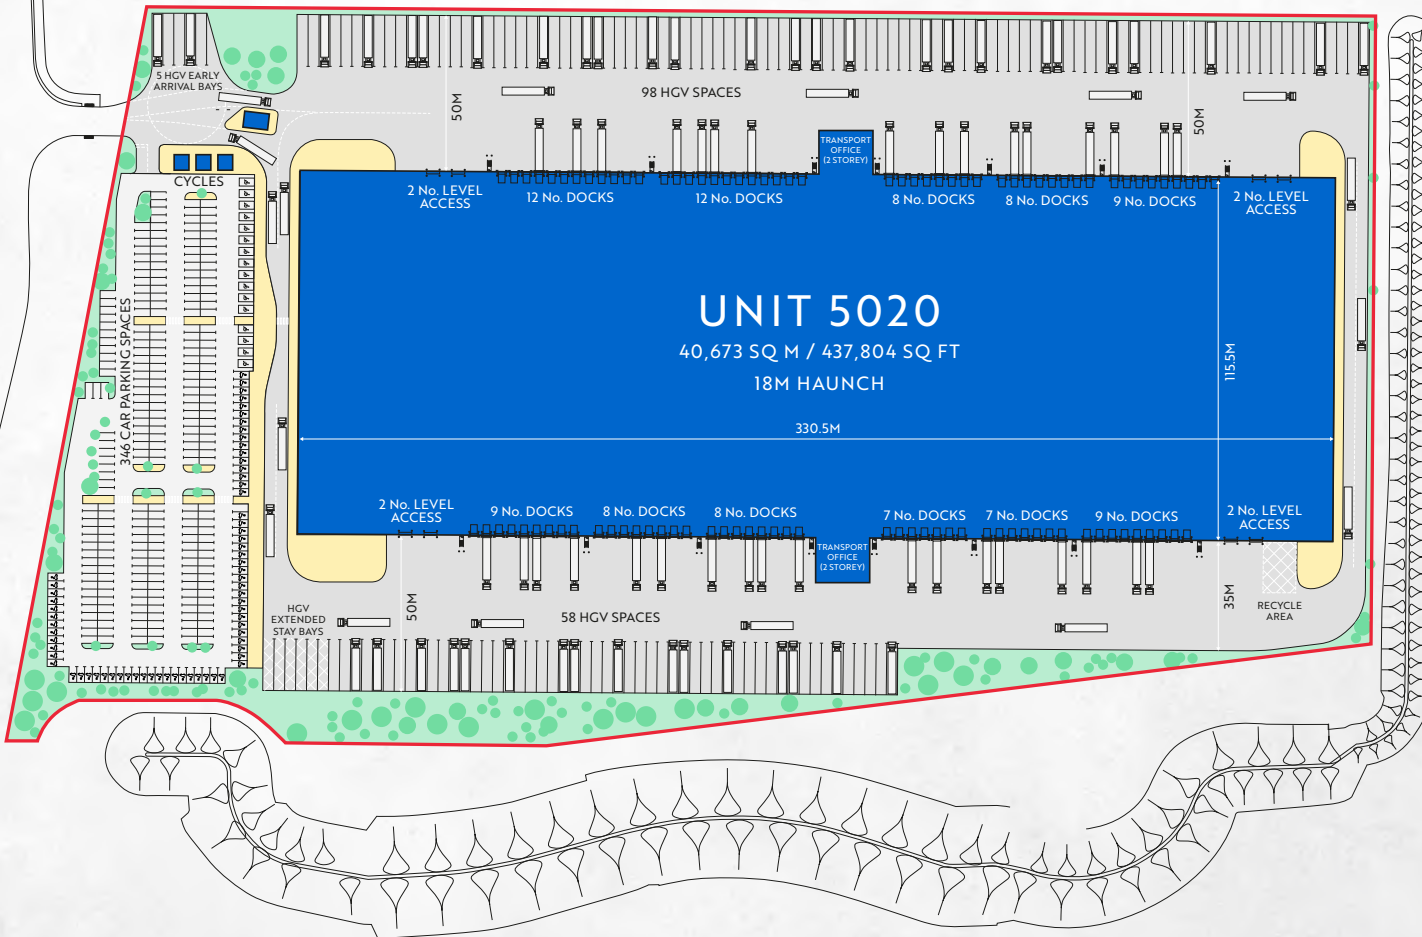 5 HGV EARLY
ARRIVAL BAYS
50M
98 HGV SPACES
50M
TRANSPORT
OFFICE
(2 STOREY)
CYCLES
2 No. LEVEL
ACCESS
12 No. DOCKS
12 No. DOCKS
8 No. DOCKS
8 No. DOCKS
9 No. DOCKS
2 No. LEVEL
ACCESS
346 CAR PARKING SPACES
UNIT 5020
40,673 SQ M / 437,804 SQ FT
18M HAUNCH
115.5M
330.5M
2 No. LEVEL
ACCESS
9 No. DOCKS
8 No. DOCKS
8 No. DOCKS
7 No. DOCKS
7 No. DOCKS
9 No. DOCKS
2 No. LEVEL
ACCESS
TRANSPORT
OFFICE
(2 STOREY)
HGV
EXTENDED
STAY BAYS
50M
58 HGV SPACES
35M
RECYCLE
AREA